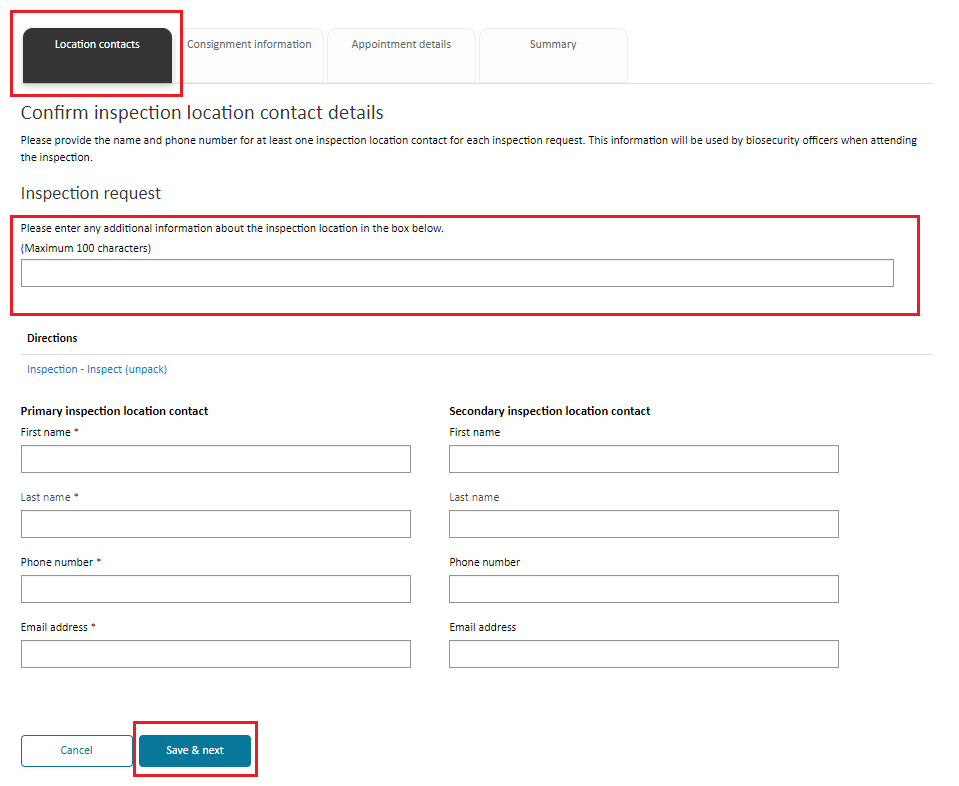 Location contacts
Consignment information
Appointment details
Summary
Confirm inspection location contact details
Please provide the name and phone number for at least one inspection location contact for each inspection request. This information will be used by biosecurity officers when attending
the inspection.
Inspection request
Please enter any additional information about the inspection location in the box below.
(Maximum 100 characters)
Directions
Inspection - Inspect (unpack)
Primary inspection location contact
First name *
Last name *
Phone number *
Email address *
Secondary inspection location contact
First name
Last name
Phone number
Email address
Cancel
Save & next